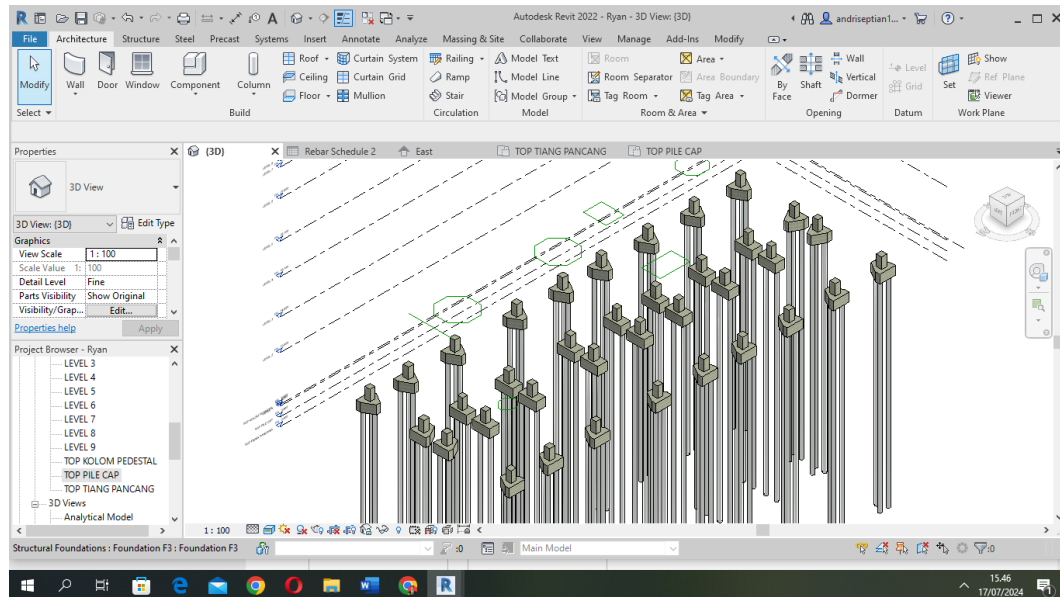 Autodesk Revit 2022 - Ryan - 3D View: {3D}
andriseptian1...
File Architecture Structure Steel Precast Systems Insert Annotate Analyze Massing & Site Collaborate View Manage Add-Ins Modify
Modify
Wall
Door
Window
Component
Column
Roof
Ceiling
Floor
Curtain System
Curtain Grid
Mullion
Railing
Ramp
Stair
Model Text
Model Line
Model Group
Room
Room Separator
Tag Room
Area
Area Boundary
Tag Area
By Face
Shaft
Wall
Vertical
Dormer
Level
Grid
Set
Show
Ref Plane
Viewer
Select Build Circulation Model Room & Area Opening Datum Work Plane
Properties
{3D} Rebar Schedule 2 East TOP TIANG PANCANG TOP PILE CAP
3D View
3D View: {3D} Edit Type
Graphics
View Scale 1 : 100
Scale Value 1: 100
Detail Level Fine
Parts Visibility Show Original
Visibility/Grap... Edit...
Properties help Apply
Project Browser - Ryan
LEVEL 3
LEVEL 4
LEVEL 5
LEVEL 6
LEVEL 7
LEVEL 8
LEVEL 9
TOP KOLOM PEDESTAL
TOP PILE CAP
TOP TIANG PANCANG
3D Views
Analytical Model
1 : 100
Structural Foundations : Foundation F3 : Foundation F3
:0
Main Model
:0
15.46
17/07/2024